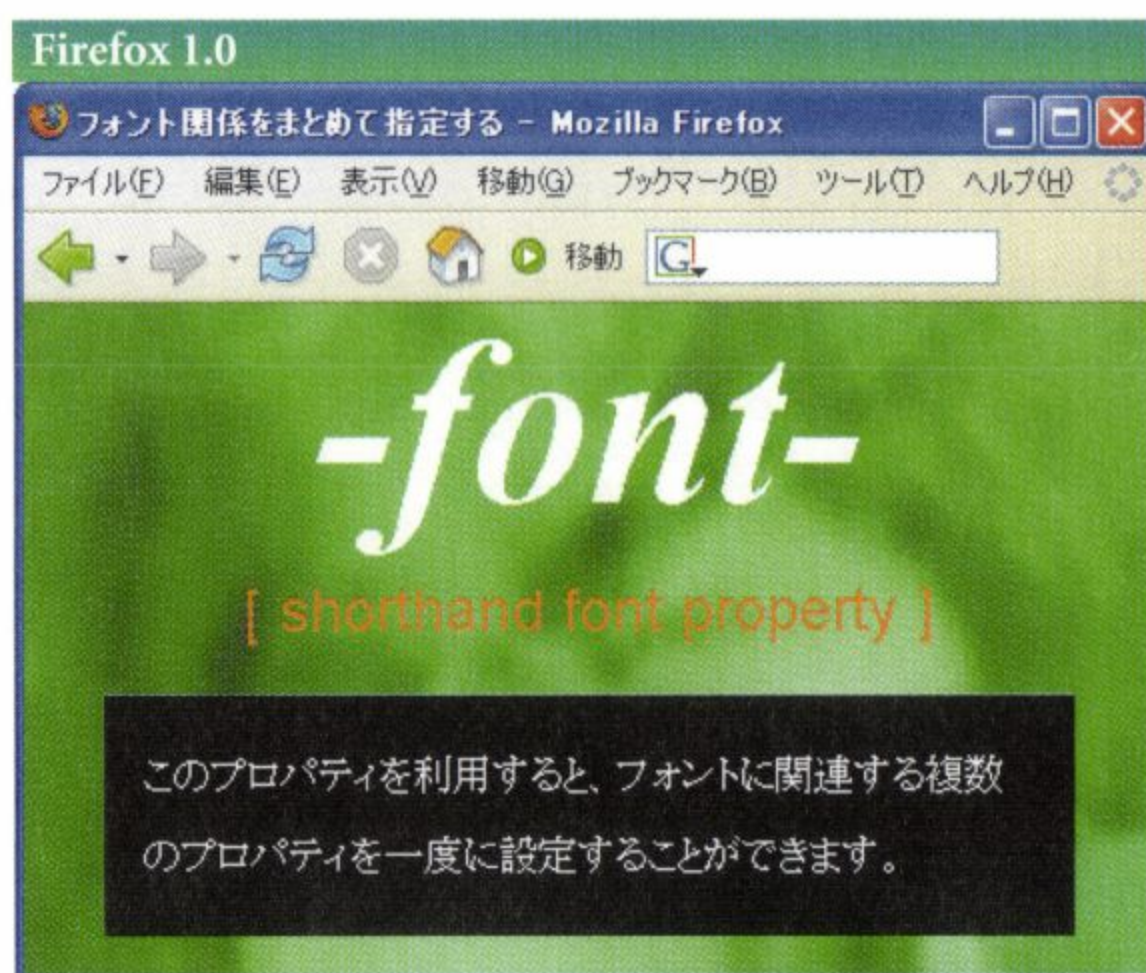 Firefox 1.0
フォント関係をまとめて指定する - Mozilla Firefox
ファイル(F) 編集(E) 表示(V) 移動(G) ブックマーク(B) ツール(T) ヘルプ(H)
移動 G
-font-
[ shorthand font property ]
このプロパティを利用すると、フォントに関連する複数
のプロパティを一度に設定することができます。